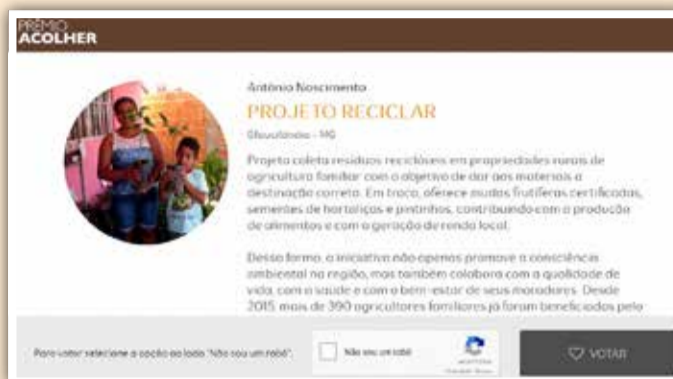 PRÊMIO
ACOLHER
Antônio Nascimento
PROJETO RECICLAR
Glaucilândia - MG
Projeto coleta resíduos recicláveis em propriedades rurais de
agricultura familiar com o objetivo de dar aos materiais a
destinação correta. Em troca, oferece mudas frutíferas certificadas,
sementes de hortaliças e pintinhos, contribuindo com a produção
de alimentos e com a geração de renda local.
Dessa forma, a iniciativa não apenas promove a consciência
ambiental na região, mas também colabora com a qualidade de
vida, com a saúde e com o bem-estar de seus moradores. Desde
2015, mais de 390 agricultores familiares já foram beneficiados pelo
Para votar selecione a opção ao lado "Não sou um robô".
Não sou um robô
VOTAR